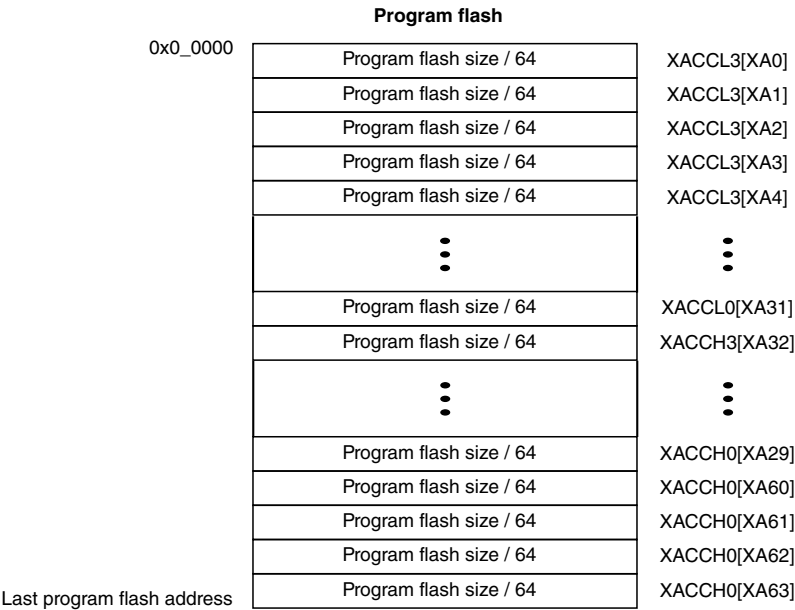 Program flash
0x0_0000
Program flash size / 64 XACCL3[XA0]
Program flash size / 64 XACCL3[XA1]
Program flash size / 64 XACCL3[XA2]
Program flash size / 64 XACCL3[XA3]
Program flash size / 64 XACCL3[XA4]
Program flash size / 64 XACCL0[XA31]
Program flash size / 64 XACCH3[XA32]
Program flash size / 64 XACCH0[XA29]
Program flash size / 64 XACCH0[XA60]
Program flash size / 64 XACCH0[XA61]
Program flash size / 64 XACCH0[XA62]
Program flash size / 64 XACCH0[XA63]
Last program flash address